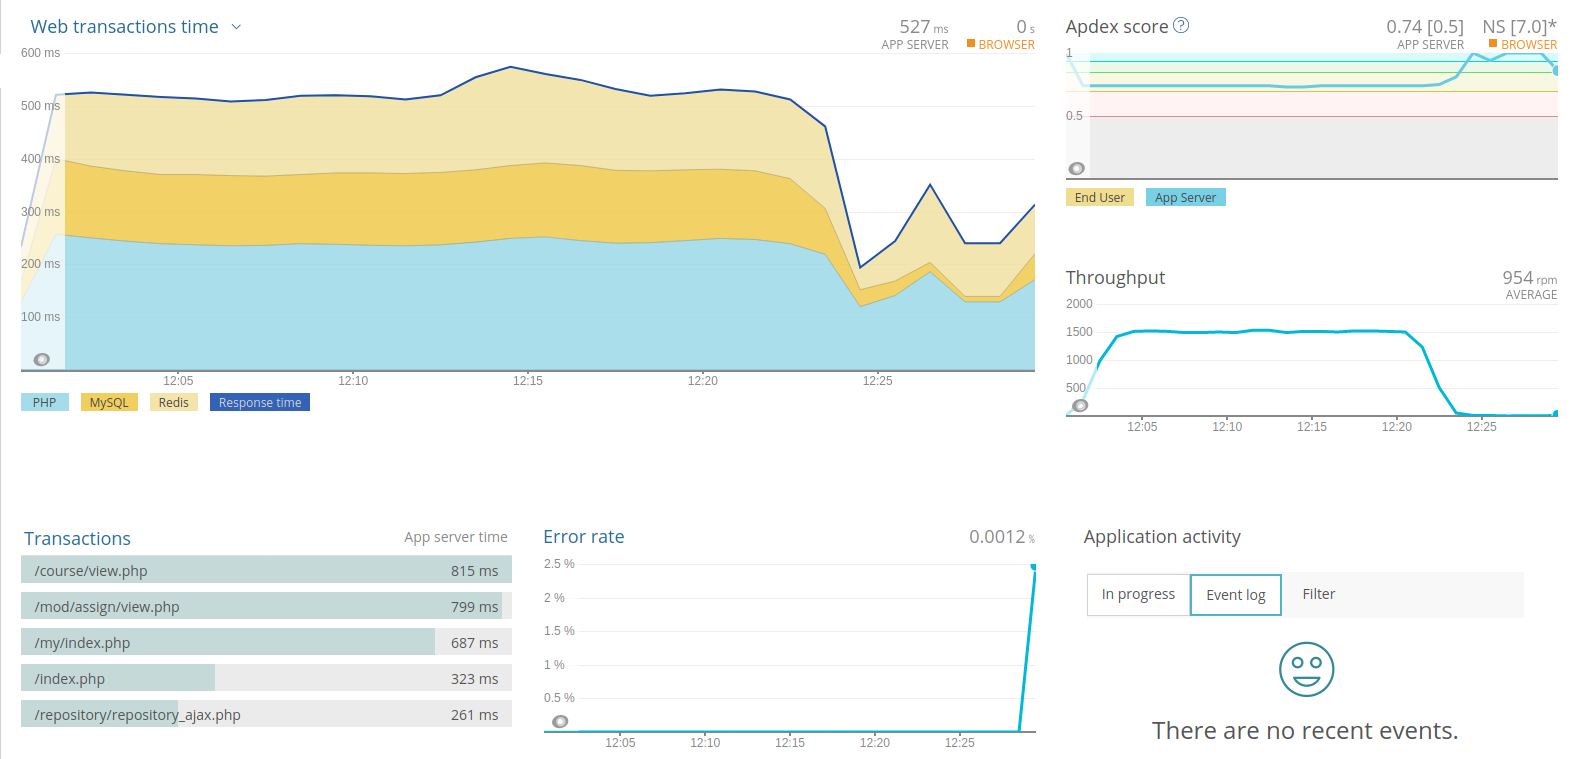 Web transactions time
527 ms
APP SERVER
0 s
BROWSER
600 ms
500 ms
400 ms
300 ms
200 ms
100 ms
12:05 12:10 12:15 12:20 12:25
PHP MySQL Redis Response time
Apdex score ?
0.74 [0.5]
APP SERVER
NS [7.0]*
BROWSER
1
0.5
End User App Server
Throughput
954 rpm
AVERAGE
2000
1500
1000
500
12:05 12:10 12:15 12:20 12:25
Transactions App server time
/course/view.php 815 ms
/mod/assign/view.php 799 ms
/my/index.php 687 ms
/index.php 323 ms
/repository/repository_ajax.php 261 ms
Error rate 0.0012 %
2.5 %
2 %
1.5 %
1 %
0.5 %
12:05 12:10 12:15 12:20 12:25
Application activity
In progress Event log Filter
There are no recent events.